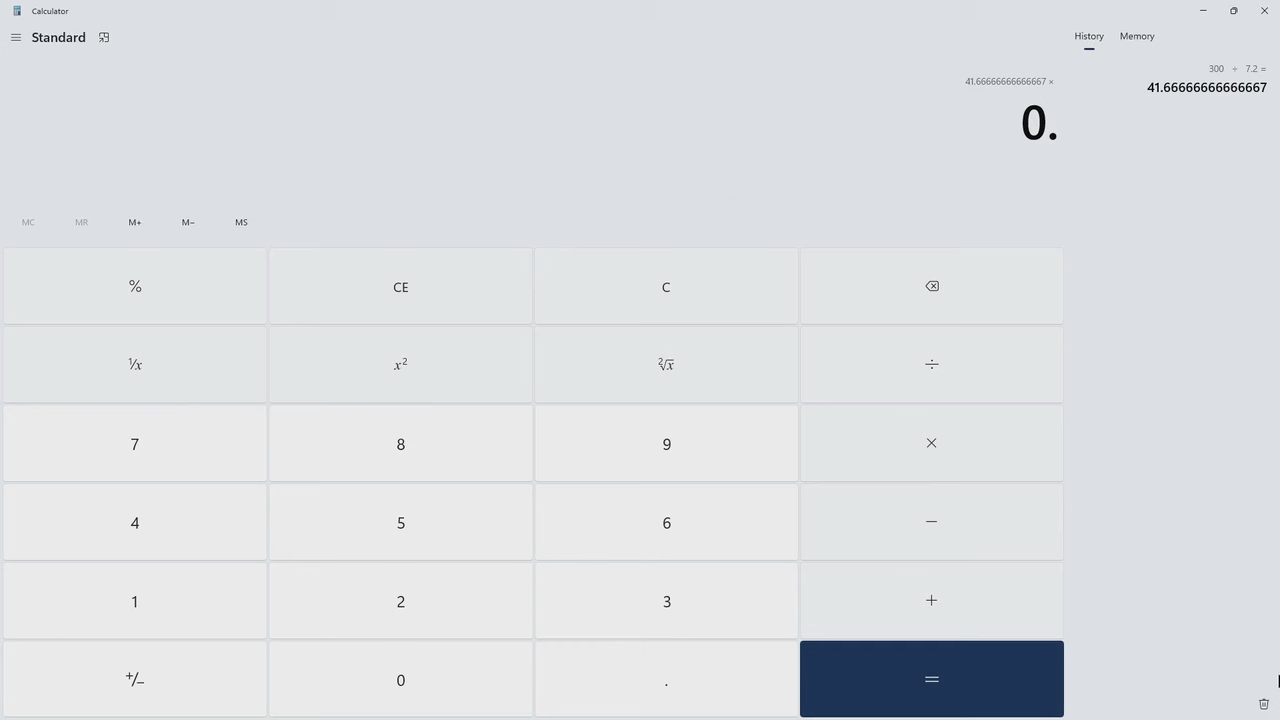 Calculator
Standard
History Memory
300 ÷ 7.2 =
41.66666666666667
41.66666666666667 ×
0.
MC MR M+ M− MS
% CE C
⅟x x² ²√x ÷
7 8 9 ×
4 5 6 −
1 2 3 +
+/− 0 . =